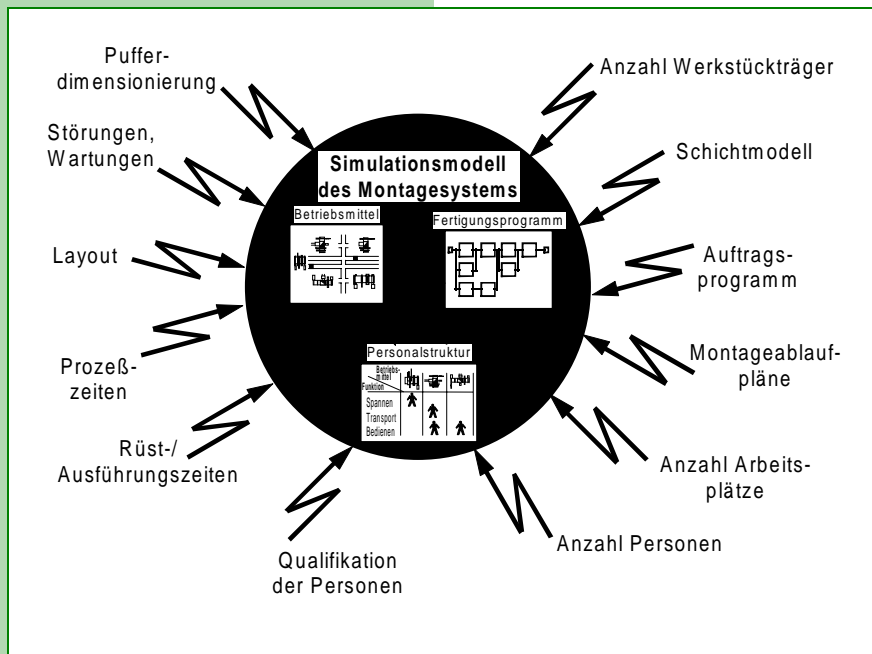 Puffer-
dimensionierung
Störungen,
Wartungen
Layout
Prozeß-
zeiten
Rüst-/
Ausführungszeiten
Qualifikation
der Personen
Simulationsmodell
des Montagesystems
Betriebsmittel
Fertigungsprogramm
Personalstruktur
Betriebs-
mittel
Funktion
Spannen
Transport
Bedienen
Anzahl Werkstückträger
Schichtmodell
Auftrags-
programm
Montageablauf-
pläne
Anzahl Arbeits-
plätze
Anzahl Personen